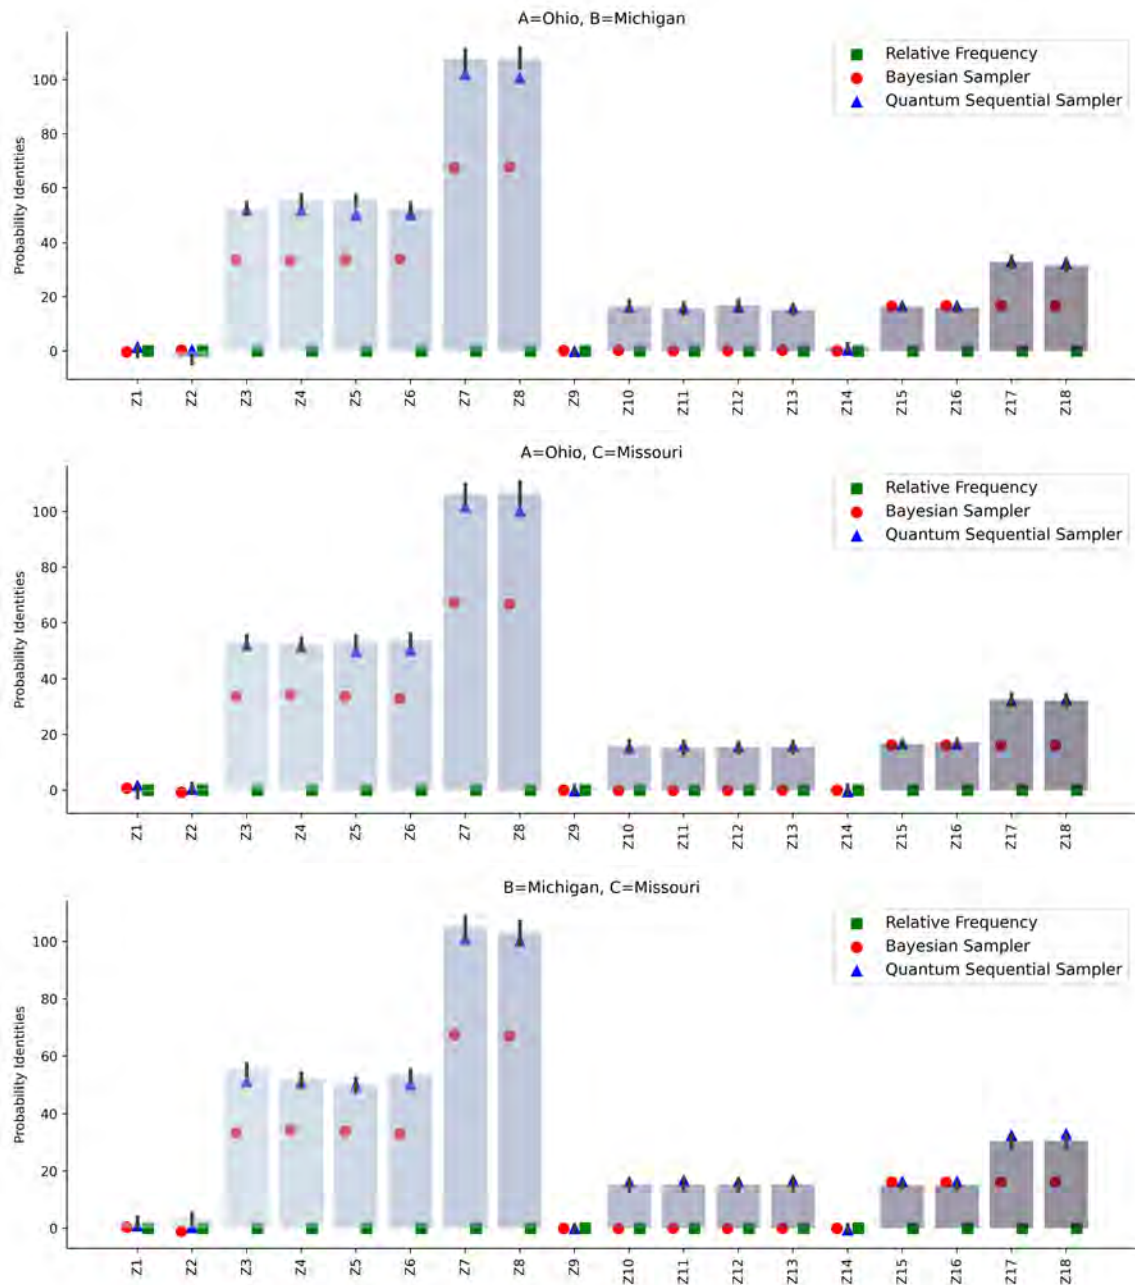 A=Ohio, B=Michigan
Relative Frequency
Bayesian Sampler
Quantum Sequential Sampler
Probability Identities
100
80
60
40
20
0
Z1 Z2 Z3 Z4 Z5 Z6 Z7 Z8 Z9 Z10 Z11 Z12 Z13 Z14 Z15 Z16 Z17 Z18
A=Ohio, C=Missouri
Relative Frequency
Bayesian Sampler
Quantum Sequential Sampler
Probability Identities
100
80
60
40
20
0
Z1 Z2 Z3 Z4 Z5 Z6 Z7 Z8 Z9 Z10 Z11 Z12 Z13 Z14 Z15 Z16 Z17 Z18
B=Michigan, C=Missouri
Relative Frequency
Bayesian Sampler
Quantum Sequential Sampler
Probability Identities
100
80
60
40
20
0
Z1 Z2 Z3 Z4 Z5 Z6 Z7 Z8 Z9 Z10 Z11 Z12 Z13 Z14 Z15 Z16 Z17 Z18